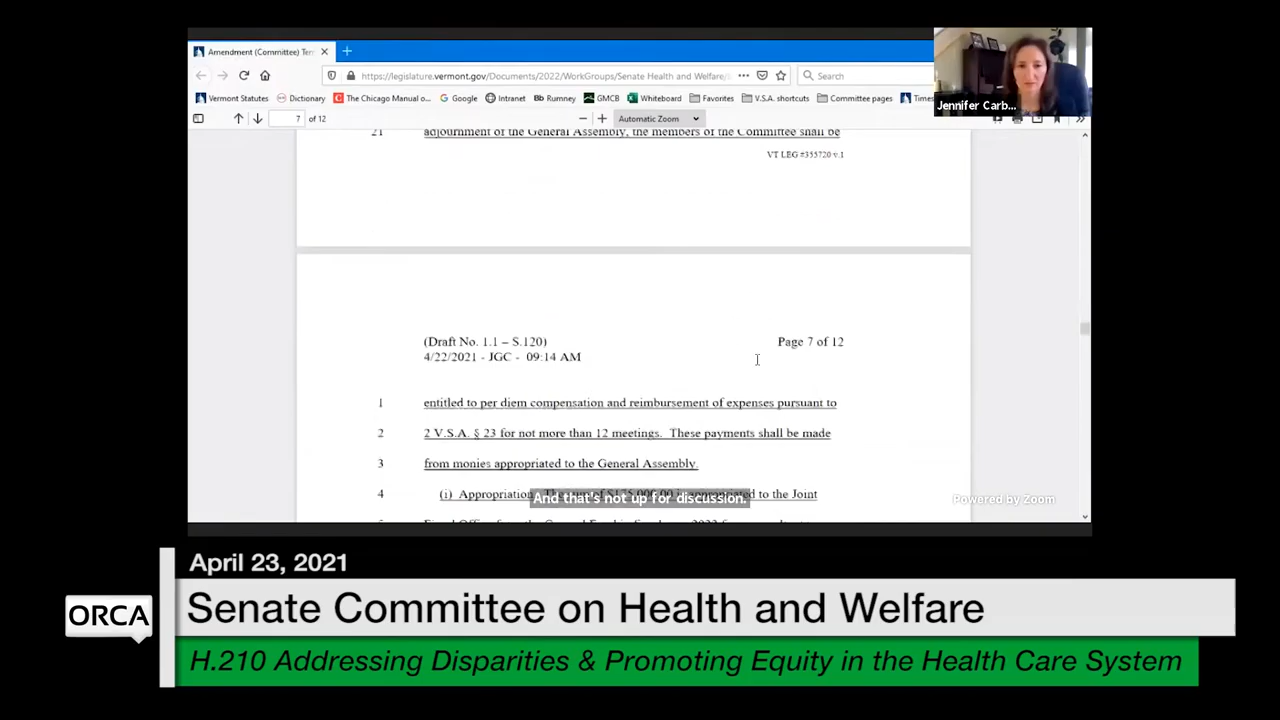 Amendment (Committee) Tem
https://legislature.vermont.gov/Documents/2022/WorkGroups/Senate Health and Welfare/
Search
Jennifer Carb...
Vermont Statutes Dictionary The Chicago Manual o... Google Intranet Bb Rumney GMCB Whiteboard Favorites V.S.A. shortcuts Committee pages Times
7 of 12 Automatic Zoom
21 adjournment of the General Assembly, the members of the Committee shall be
VT LEG #355720 v.1
(Draft No. 1.1 – S.120) Page 7 of 12
4/22/2021 - JGC - 09:14 AM
1 entitled to per diem compensation and reimbursement of expenses pursuant to
2 2 V.S.A. § 23 for not more than 12 meetings. These payments shall be made
3 from monies appropriated to the General Assembly.
4 (i) Appropriation. appropriated to the Joint
And that's not up for discussion.
Powered by Zoom
April 23, 2021
ORCA
Senate Committee on Health and Welfare
H.210 Addressing Disparities & Promoting Equity in the Health Care System